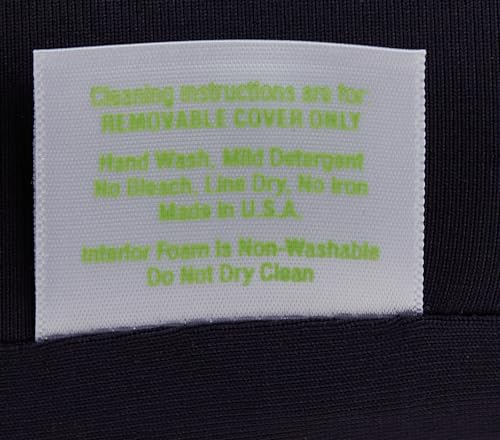 Cleaning instructions are for:
REMOVABLE COVER ONLY
Hand Wash, Mild Detergent
No Bleach, Line Dry, No Iron
Made in U.S.A.
Interior Foam is Non-Washable
Do Not Dry Clean